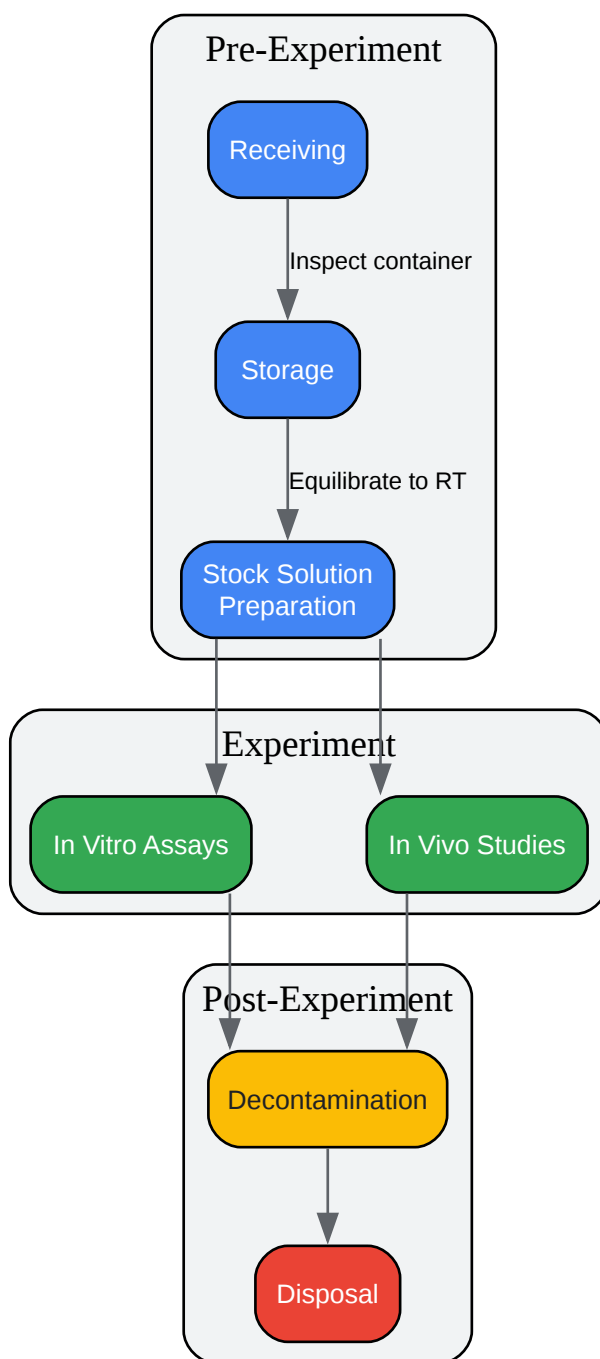 Pre-Experiment
Receiving
Inspect container
Storage
Equilibrate to RT
Stock Solution
Preparation
Experiment
In Vitro Assays
In Vivo Studies
Post-Experiment
Decontamination
Disposal